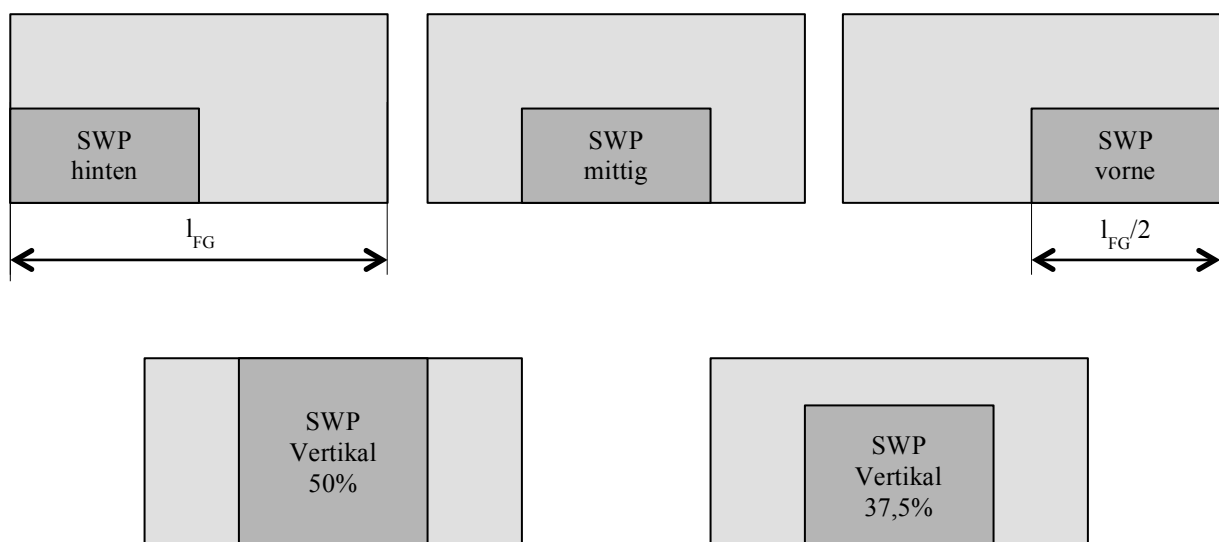 SWP
hinten
SWP
mittig
SWP
vorne
l_FG
l_FG/2
SWP
Vertikal
50%
SWP
Vertikal
37,5%